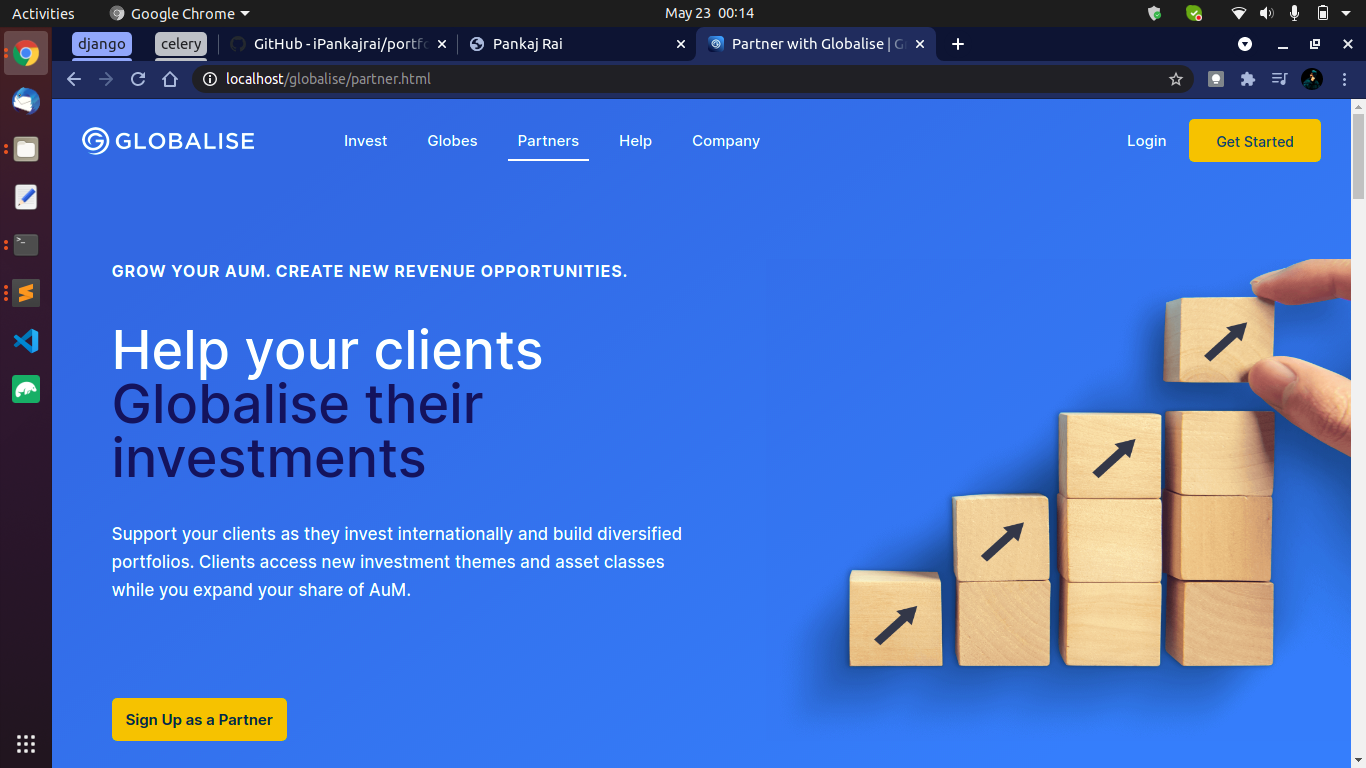 Activities
Google Chrome
May 23 00:14
django
celery
GitHub - iPankajrai/portfo
Pankaj Rai
Partner with Globalise | G
localhost/globalise/partner.html
GLOBALISE
Invest
Globes
Partners
Help
Company
Login
Get Started
GROW YOUR AUM. CREATE NEW REVENUE OPPORTUNITIES.
Help your clients
Globalise their
investments
Support your clients as they invest internationally and build diversified
portfolios. Clients access new investment themes and asset classes
while you expand your share of AuM.
Sign Up as a Partner